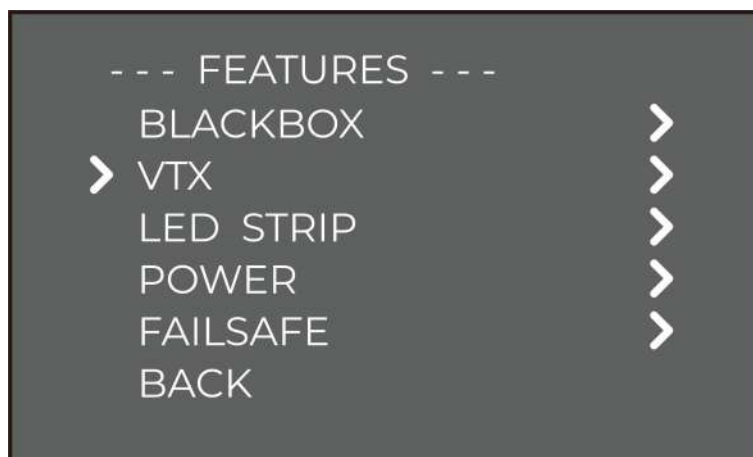 --- FEATURES ---
BLACKBOX >
> VTX >
LED STRIP >
POWER >
FAILSAFE >
BACK